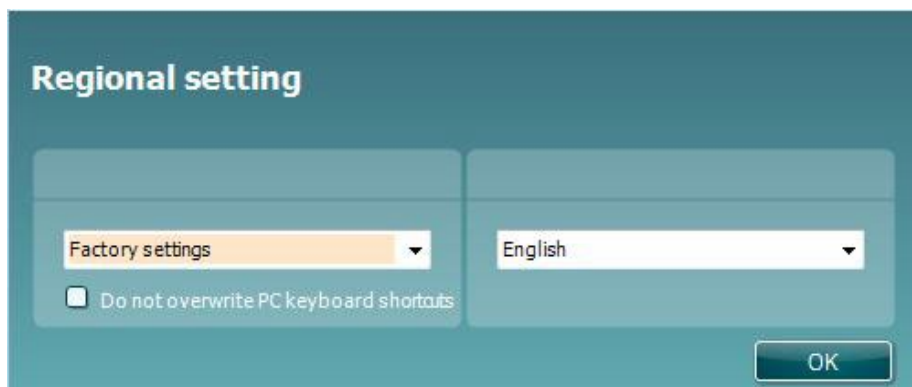 Regional setting
Factory settings
English
Do not overwrite PC keyboard shortcuts
OK